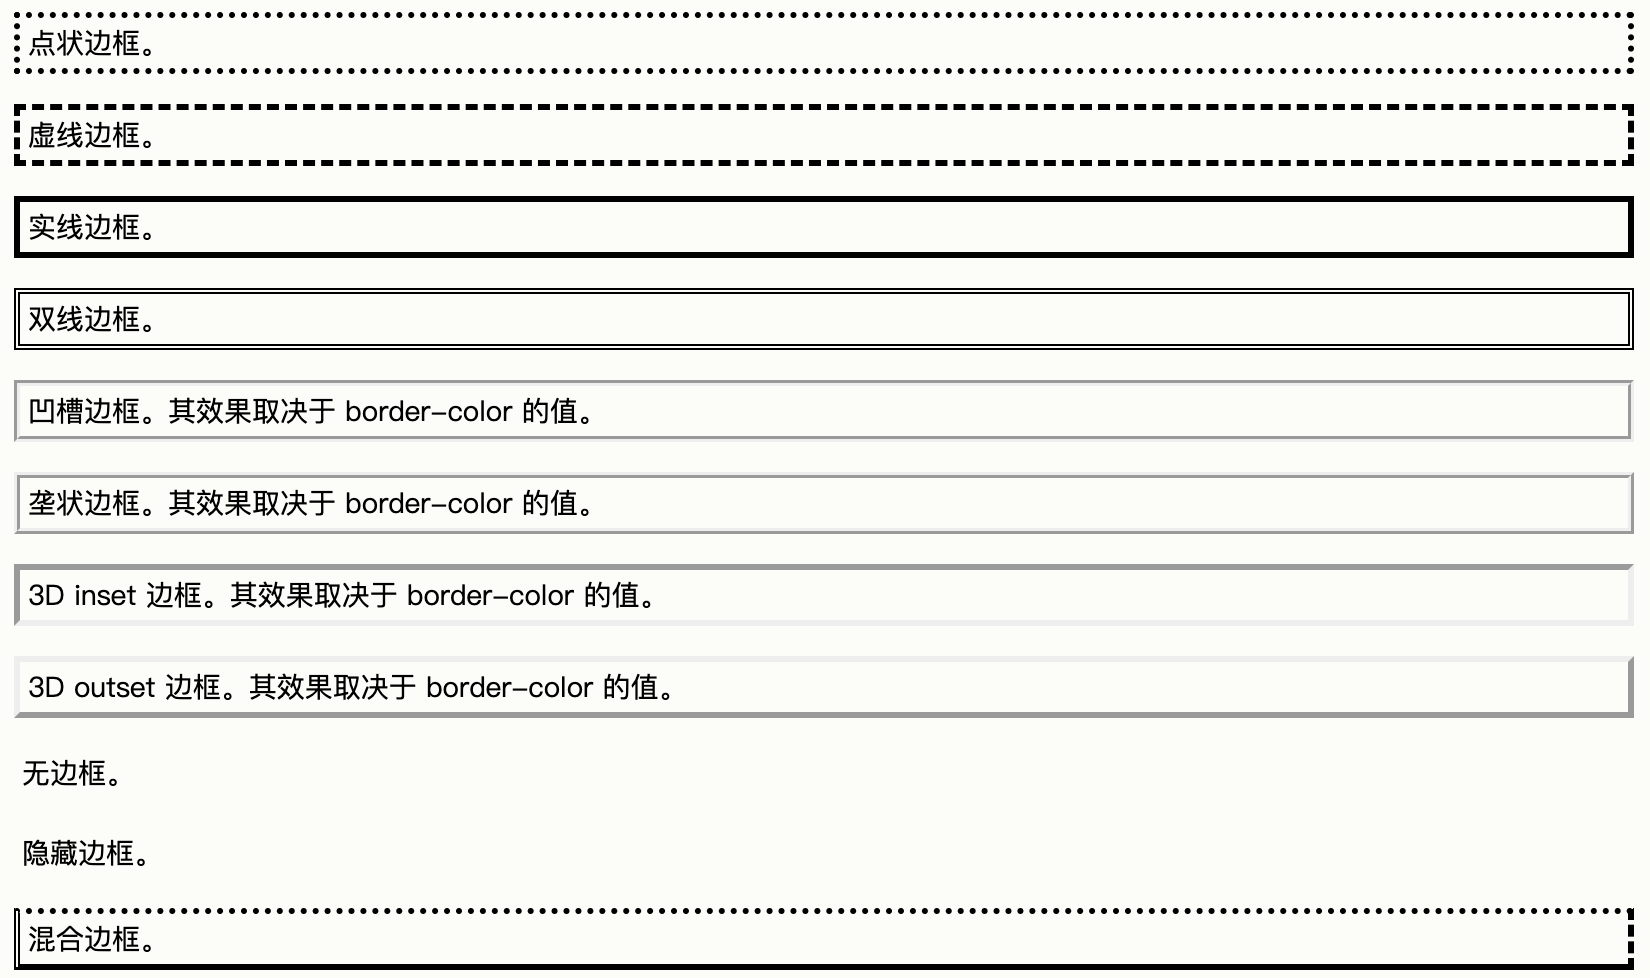 点状边框。
虚线边框。
实线边框。
双线边框。
凹槽边框。其效果取决于 border-color 的值。
垄状边框。其效果取决于 border-color 的值。
3D inset 边框。其效果取决于 border-color 的值。
3D outset 边框。其效果取决于 border-color 的值。
无边框。
隐藏边框。
混合边框。